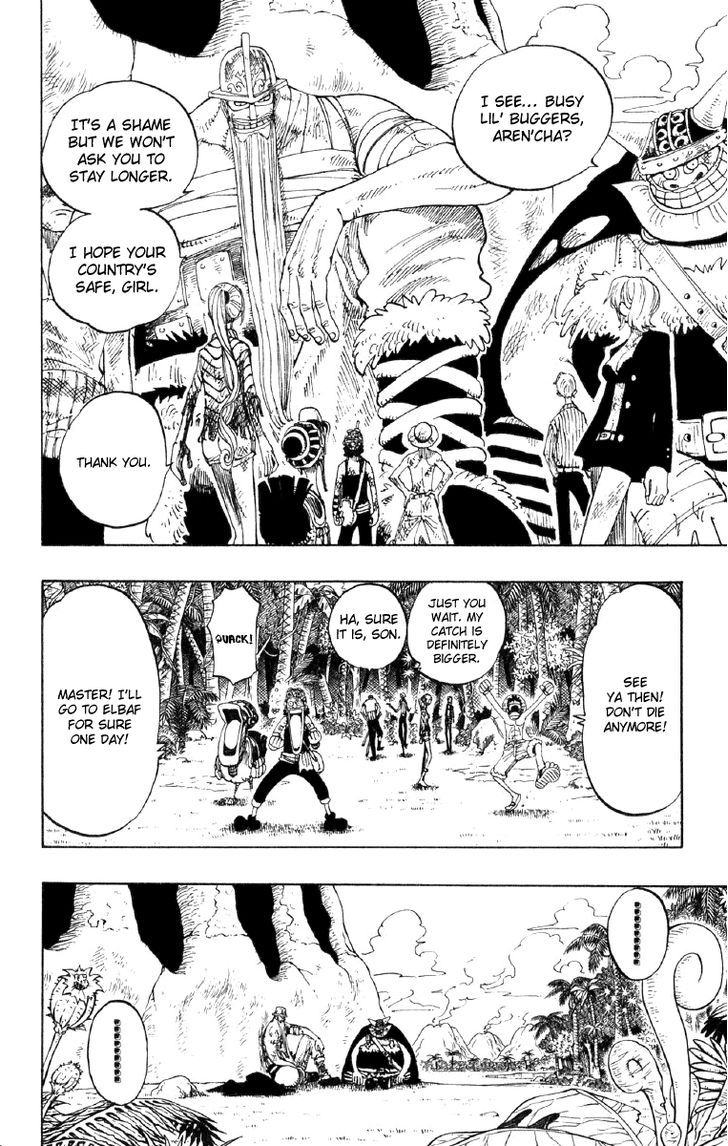 I SEE... BUSY
LIL' BUGGERS,
AREN'CHA?
IT'S A SHAME
BUT WE WON'T
ASK YOU TO
STAY LONGER.
I HOPE YOUR
COUNTRY'S
SAFE, GIRL.
THANK YOU.
SEE
YA THEN!
DON'T DIE
ANYMORE!
JUST YOU
WAIT. MY
CATCH IS
DEFINITELY
BIGGER.
HA, SURE
IT IS, SON.
QUACK!
MASTER! I'LL
GO TO ELBAF
FOR SURE
ONE DAY!